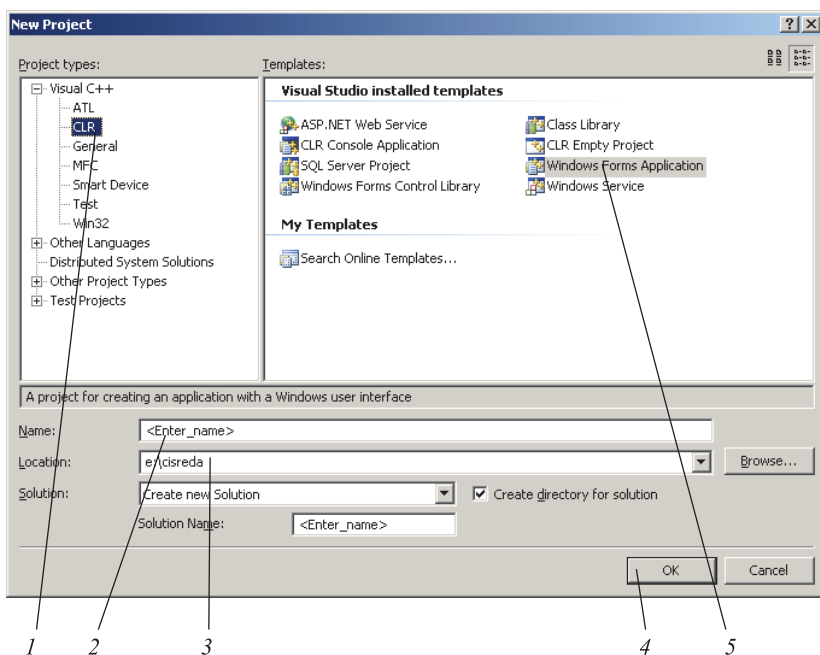 New Project
Project types:
Templates:
Visual C++
ATL
CLR
General
MFC
Smart Device
Test
Win32
Other Languages
Distributed System Solutions
Other Project Types
Test Projects
Visual Studio installed templates
ASP.NET Web Service
Class Library
CLR Console Application
CLR Empty Project
SQL Server Project
Windows Forms Application
Windows Forms Control Library
Windows Service
My Templates
Search Online Templates...
A project for creating an application with a Windows user interface
Name:
<Enter_name>
Location:
e:\cisreda
Browse...
Solution:
Create new Solution
Create directory for solution
Solution Name:
<Enter_name>
OK
Cancel
1 2 3 4 5